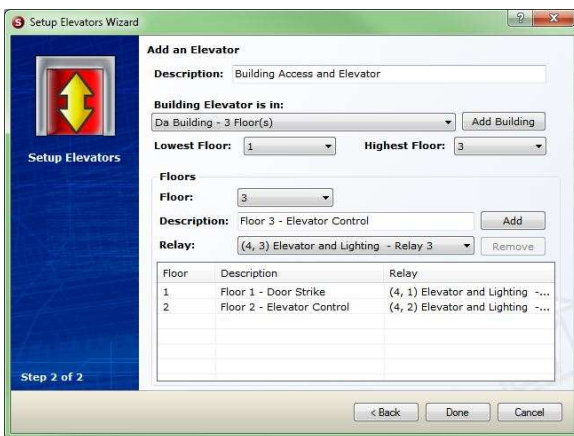 Setup Elevators Wizard
Add an Elevator
Description: Building Access and Elevator
Building Elevator is in:
Da Building - 3 Floor(s) Add Building
Lowest Floor: 1 Highest Floor: 3
Setup Elevators
Floors
Floor: 3
Description: Floor 3 - Elevator Control Add
Relay: (4, 3) Elevator and Lighting - Relay 3 Remove
Floor Description Relay
1 Floor 1 - Door Strike (4, 1) Elevator and Lighting -...
2 Floor 2 - Elevator Control (4, 2) Elevator and Lighting -...
Step 2 of 2
< Back Done Cancel